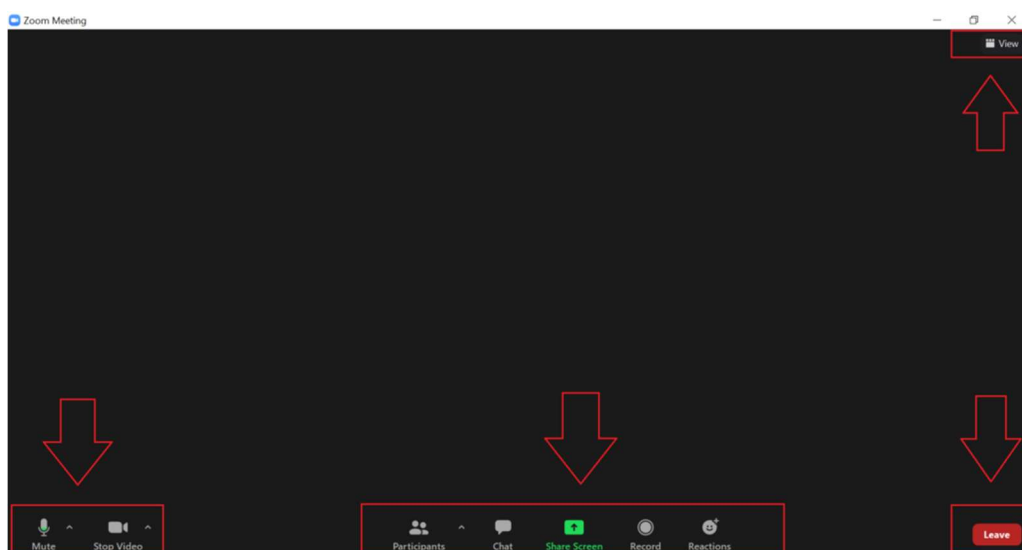 Zoom Meeting
View
Mute
Stop Video
Participants
Chat
Share Screen
Record
Reactions
Leave